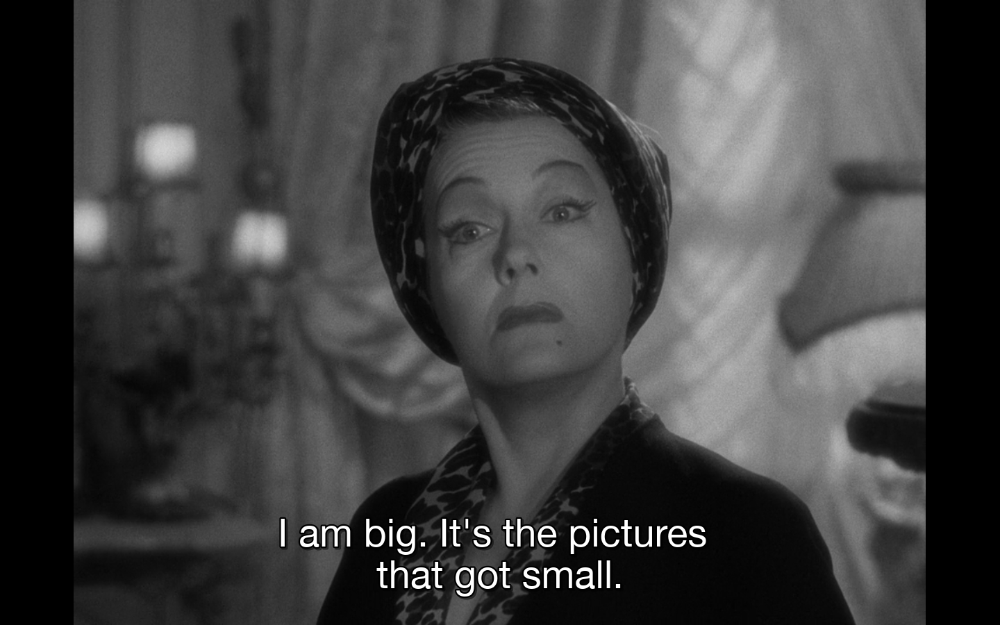 I am big. It's the pictures
that got small.